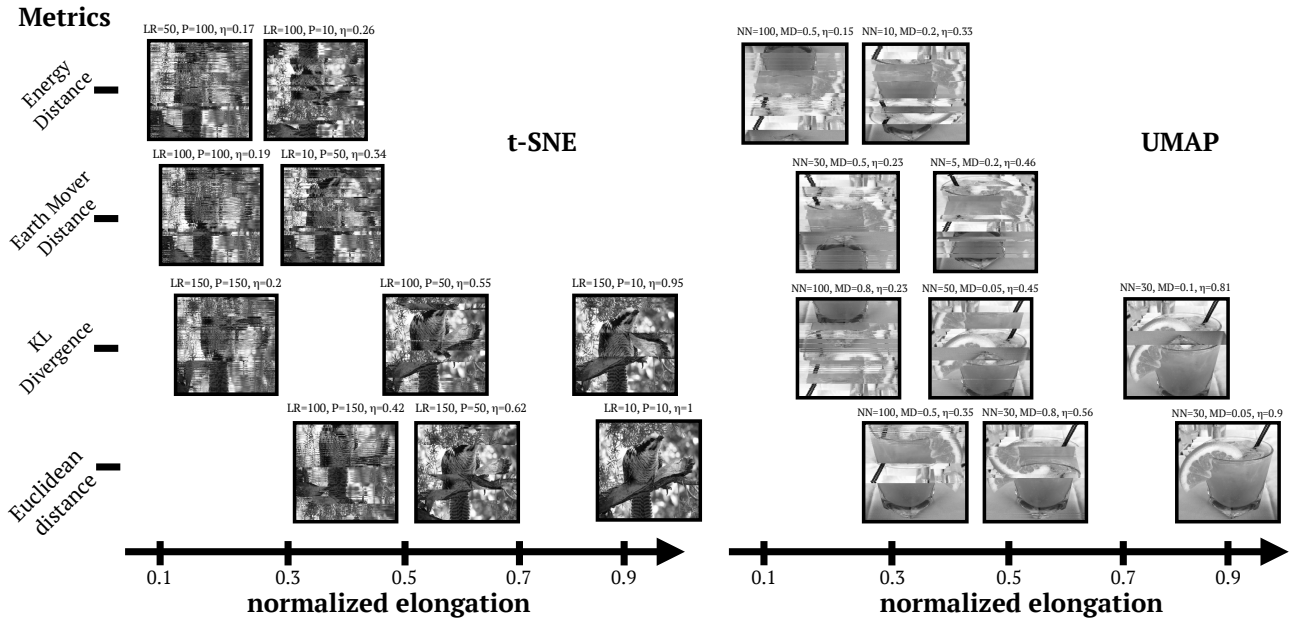 Metrics
LR=50, P=100, η=0.17
LR=100, P=10, η=0.26
NN=100, MD=0.5, η=0.15
NN=10, MD=0.2, η=0.33
Energy
Distance
t-SNE
UMAP
LR=100, P=100, η=0.19
LR=10, P=50, η=0.34
NN=30, MD=0.5, η=0.23
NN=5, MD=0.2, η=0.46
Earth Mover
Distance
LR=150, P=150, η=0.2
LR=100, P=50, η=0.55
LR=150, P=10, η=0.95
NN=100, MD=0.8, η=0.23
NN=50, MD=0.05, η=0.45
NN=30, MD=0.1, η=0.81
KL
Divergence
LR=100, P=150, η=0.42
LR=150, P=50, η=0.62
LR=10, P=10, η=1
NN=100, MD=0.5, η=0.35
NN=30, MD=0.8, η=0.56
NN=30, MD=0.05, η=0.9
Euclidean
distance
0.1 0.3 0.5 0.7 0.9
0.1 0.3 0.5 0.7 0.9
normalized elongation
normalized elongation